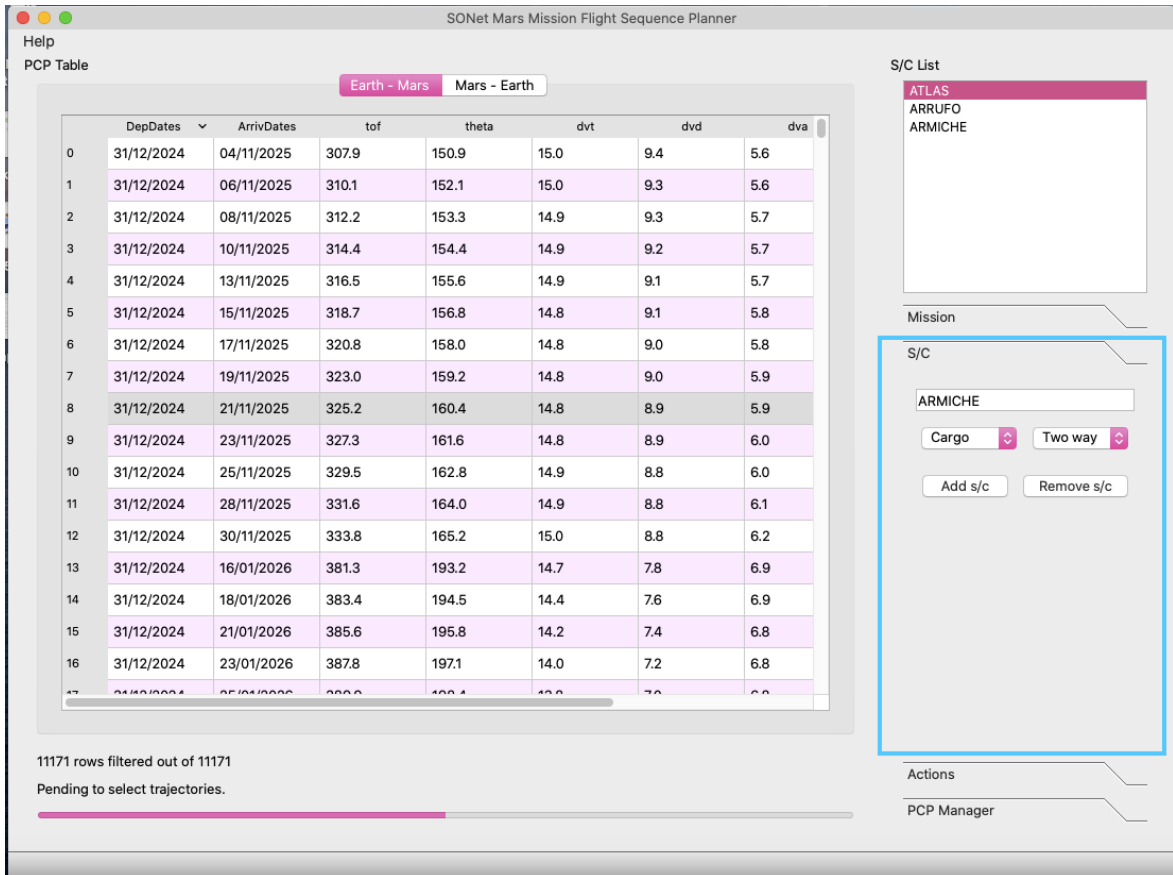 SONet Mars Mission Flight Sequence Planner
Help
PCP Table
Earth - Mars Mars - Earth
DepDates ArrivDates tof theta dvt dvd dva
0 31/12/2024 04/11/2025 307.9 150.9 15.0 9.4 5.6
1 31/12/2024 06/11/2025 310.1 152.1 15.0 9.3 5.6
2 31/12/2024 08/11/2025 312.2 153.3 14.9 9.3 5.7
3 31/12/2024 10/11/2025 314.4 154.4 14.9 9.2 5.7
4 31/12/2024 13/11/2025 316.5 155.6 14.9 9.1 5.7
5 31/12/2024 15/11/2025 318.7 156.8 14.8 9.1 5.8
6 31/12/2024 17/11/2025 320.8 158.0 14.8 9.0 5.8
7 31/12/2024 19/11/2025 323.0 159.2 14.8 9.0 5.9
8 31/12/2024 21/11/2025 325.2 160.4 14.8 8.9 5.9
9 31/12/2024 23/11/2025 327.3 161.6 14.8 8.9 6.0
10 31/12/2024 25/11/2025 329.5 162.8 14.9 8.8 6.0
11 31/12/2024 28/11/2025 331.6 164.0 14.9 8.8 6.1
12 31/12/2024 30/11/2025 333.8 165.2 15.0 8.8 6.2
13 31/12/2024 16/01/2026 381.3 193.2 14.7 7.8 6.9
14 31/12/2024 18/01/2026 383.4 194.5 14.4 7.6 6.9
15 31/12/2024 21/01/2026 385.6 195.8 14.2 7.4 6.8
16 31/12/2024 23/01/2026 387.8 197.1 14.0 7.2 6.8
11171 rows filtered out of 11171
Pending to select trajectories.
S/C List
ATLAS
ARRUFO
ARMICHE
Mission
S/C
ARMICHE
Cargo Two way
Add s/c Remove s/c
Actions
PCP Manager